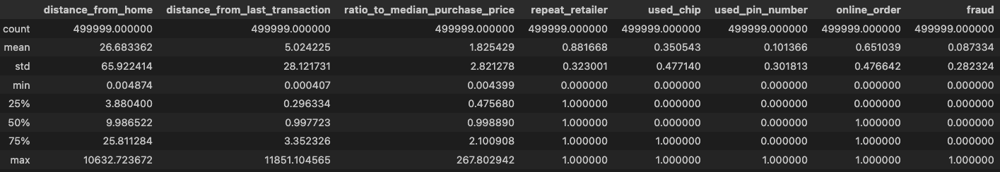 distance_from_home distance_from_last_transaction ratio_to_median_purchase_price repeat_retailer used_chip used_pin_number online_order fraud
count 499999.000000 499999.000000 499999.000000 499999.000000 499999.000000 499999.000000 499999.000000 499999.000000
mean 26.683362 5.024225 1.825429 0.881668 0.350543 0.101366 0.651039 0.087334
std 65.922414 28.121731 2.821278 0.323001 0.477140 0.301813 0.476642 0.282324
min 0.004874 0.000407 0.004399 0.000000 0.000000 0.000000 0.000000 0.000000
25% 3.880400 0.296334 0.475680 1.000000 0.000000 0.000000 0.000000 0.000000
50% 9.986522 0.997723 0.998890 1.000000 0.000000 0.000000 1.000000 0.000000
75% 25.811284 3.352326 2.100908 1.000000 1.000000 0.000000 1.000000 0.000000
max 10632.723672 11851.104565 267.802942 1.000000 1.000000 1.000000 1.000000 1.000000